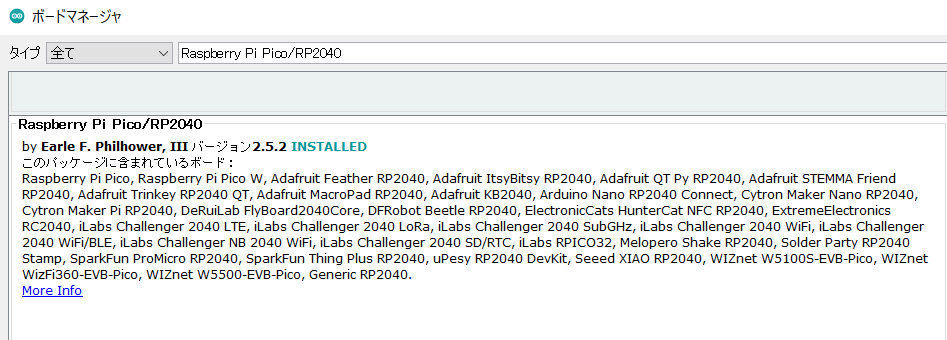 ボードマネージャ
タイプ 全て Raspberry Pi Pico/RP2040
Raspberry Pi Pico/RP2040
by Earle F. Philhower, III バージョン2.5.2 INSTALLED
このパッケージに含まれているボード：
Raspberry Pi Pico, Raspberry Pi Pico W, Adafruit Feather RP2040, Adafruit ItsyBitsy RP2040, Adafruit QT Py RP2040, Adafruit STEMMA Friend
RP2040, Adafruit Trinkey RP2040 QT, Adafruit MacroPad RP2040, Adafruit KB2040, Arduino Nano RP2040 Connect, Cytron Maker Nano RP2040,
Cytron Maker Pi RP2040, DeRuiLab FlyBoard2040Core, DFRobot Beetle RP2040, ElectronicCats HunterCat NFC RP2040, ExtremeElectronics
RC2040, iLabs Challenger 2040 LTE, iLabs Challenger 2040 LoRa, iLabs Challenger 2040 SubGHz, iLabs Challenger 2040 WiFi, iLabs Challenger
2040 WiFi/BLE, iLabs Challenger NB 2040 WiFi, iLabs Challenger 2040 SD/RTC, iLabs RPICO32, Melopero Shake RP2040, Solder Party RP2040
Stamp, SparkFun ProMicro RP2040, SparkFun Thing Plus RP2040, uPesy RP2040 DevKit, Seeed XIAO RP2040, WIZnet W5100S-EVB-Pico, WIZnet
WizFi360-EVB-Pico, WIZnet W5500-EVB-Pico, Generic RP2040.
More Info